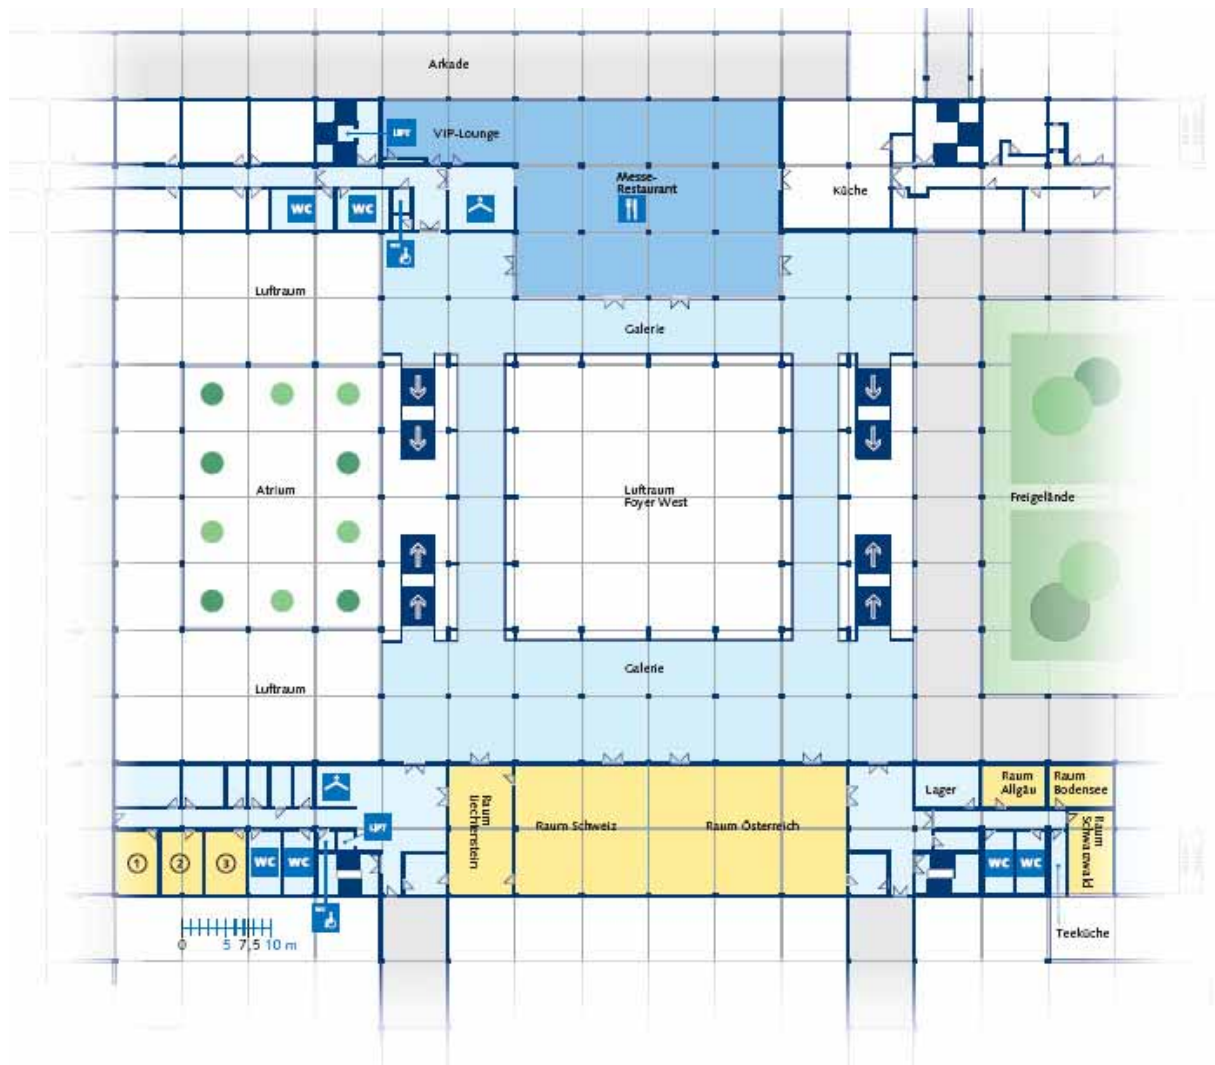 Arkade
LIFT
VIP-Lounge
Messe-
Restaurant
Küche
WC
WC
Luftraum
Galerie
Atrium
Luftraum
Foyer West
Freigelände
Galerie
Luftraum
Raum
Liechtenstein
Raum Schweiz
Raum Österreich
Lager
Raum
Allgäu
Raum
Bodensee
Raum
Schwarzwald
LIFT
1
2
3
WC
WC
WC
WC
0 5 7,5 10 m
Teeküche